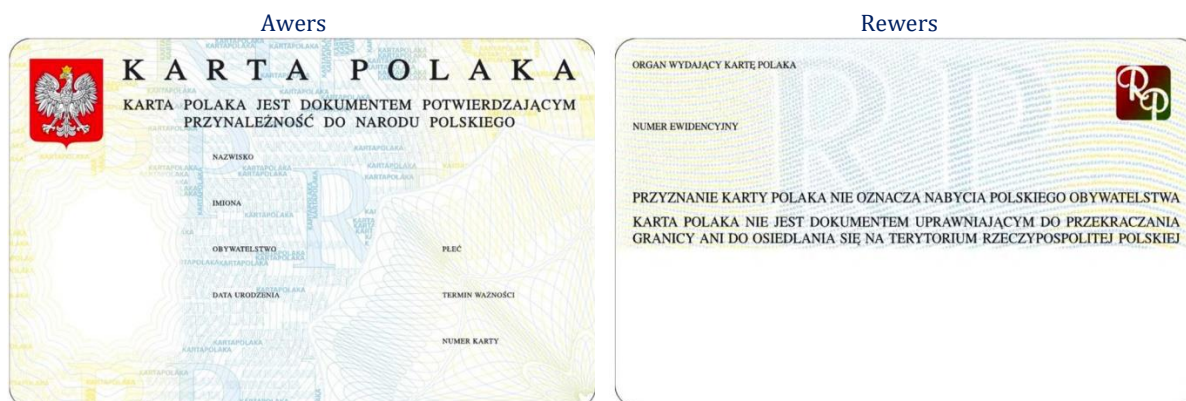 Awers
KARTA POLAKA
KARTA POLAKA JEST DOKUMENTEM POTWIERDZAJĄCYM
PRZYNALEŻNOŚĆ DO NARODU POLSKIEGO
NAZWISKO
IMIONA
OBYWATELSTWO
PŁEĆ
DATA URODZENIA
TERMIN WAŻNOŚCI
NUMER KARTY
Rewers
ORGAN WYDAJĄCY KARTĘ POLAKA
RP
NUMER EWIDENCYJNY
PRZYZNANIE KARTY POLAKA NIE OZNACZA NABYCIA POLSKIEGO OBYWATELSTWA
KARTA POLAKA NIE JEST DOKUMENTEM UPRAWNIAJĄCYM DO PRZEKRACZANIA
GRANICY ANI DO OSIEDLANIA SIĘ NA TERYTORIUM RZECZYPOSPOLITEJ POLSKIEJ